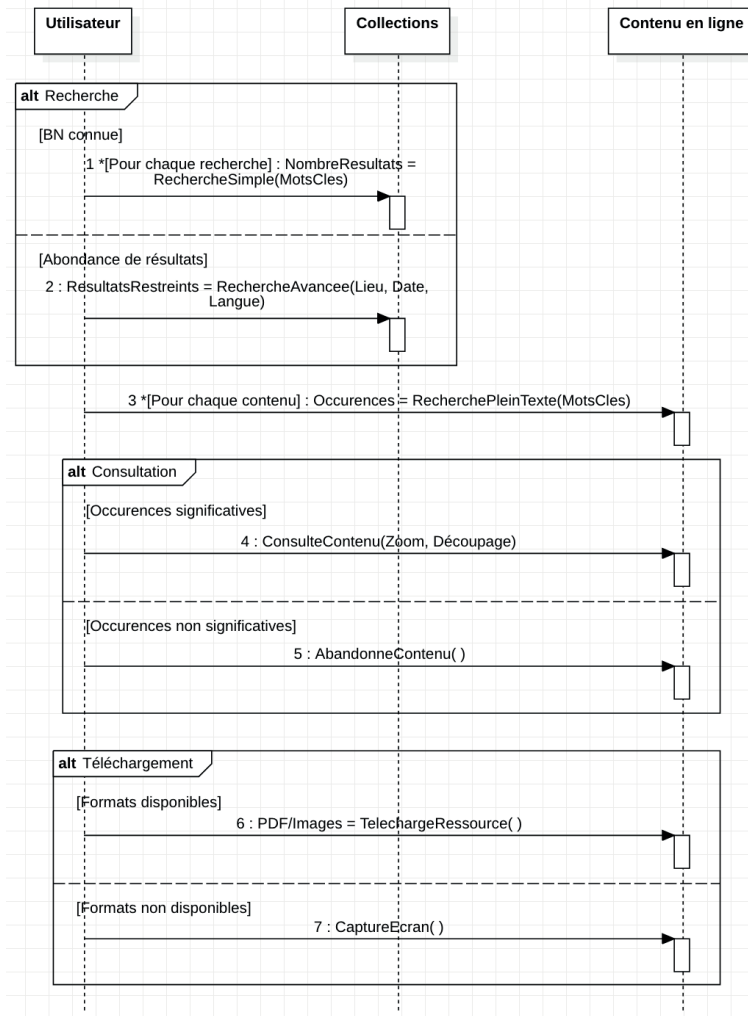 Utilisateur
Collections
Contenu en ligne
alt Recherche
[BN connue]
1 *[Pour chaque recherche] : NombreResultats =
RechercheSimple(MotsCles)
[Abondance de résultats]
2 : ResultatsRestreints = RechercheAvancee(Lieu, Date,
Langue)
3 *[Pour chaque contenu] : Occurences = RecherchePleinTexte(MotsCles)
alt Consultation
[Occurences significatives]
4 : ConsulteContenu(Zoom, Découpage)
[Occurences non significatives]
5 : AbandonneContenu( )
alt Téléchargement
[Formats disponibles]
6 : PDF/Images = TelechargeRessource( )
[Formats non disponibles]
7 : CaptureEcran( )